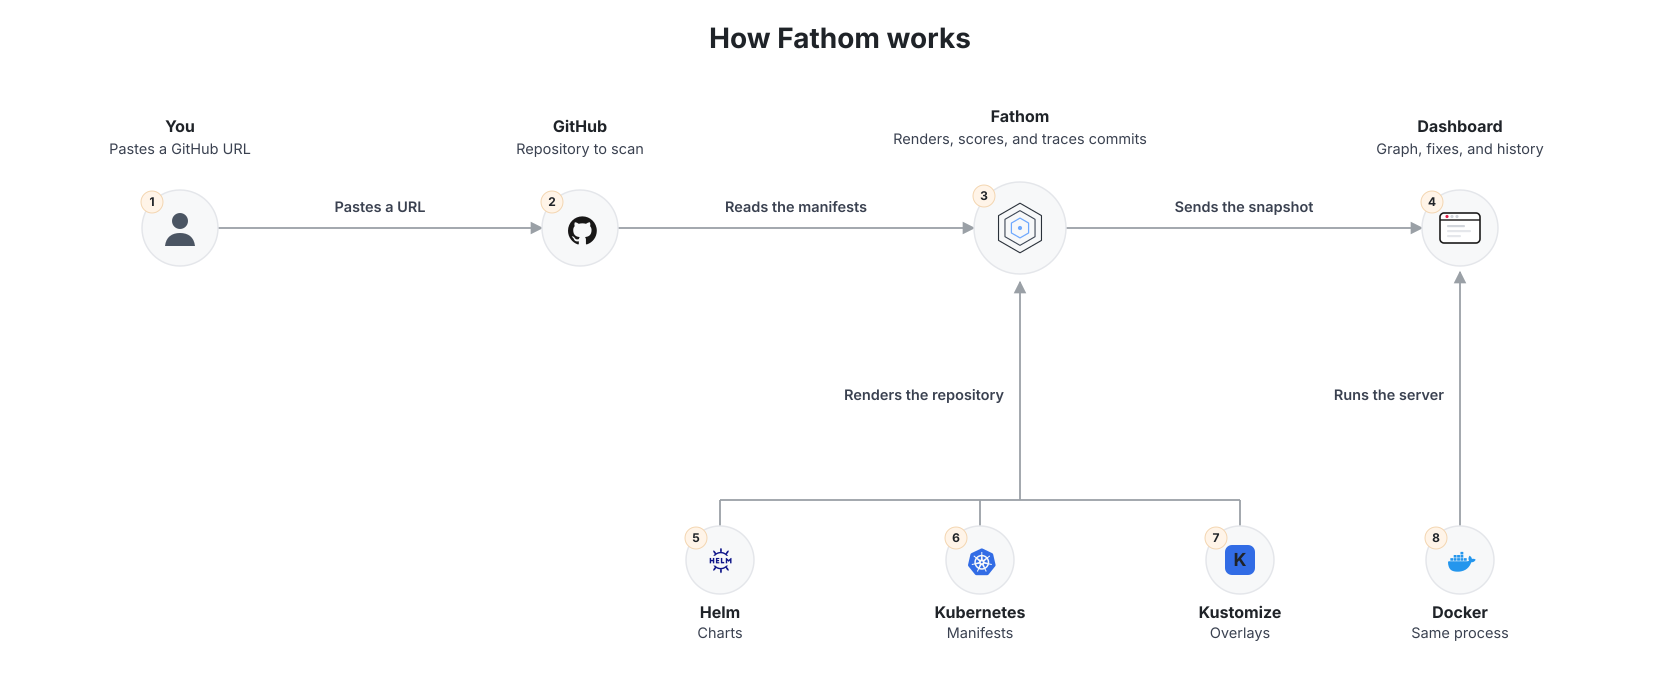 How Fathom works
You
Pastes a GitHub URL
GitHub
Repository to scan
Fathom
Renders, scores, and traces commits
Dashboard
Graph, fixes, and history
1
Pastes a URL
2
Reads the manifests
3
Sends the snapshot
4
Renders the repository
Runs the server
5
HELM
Helm
Charts
6
Kubernetes
Manifests
7
K
Kustomize
Overlays
8
Docker
Same process